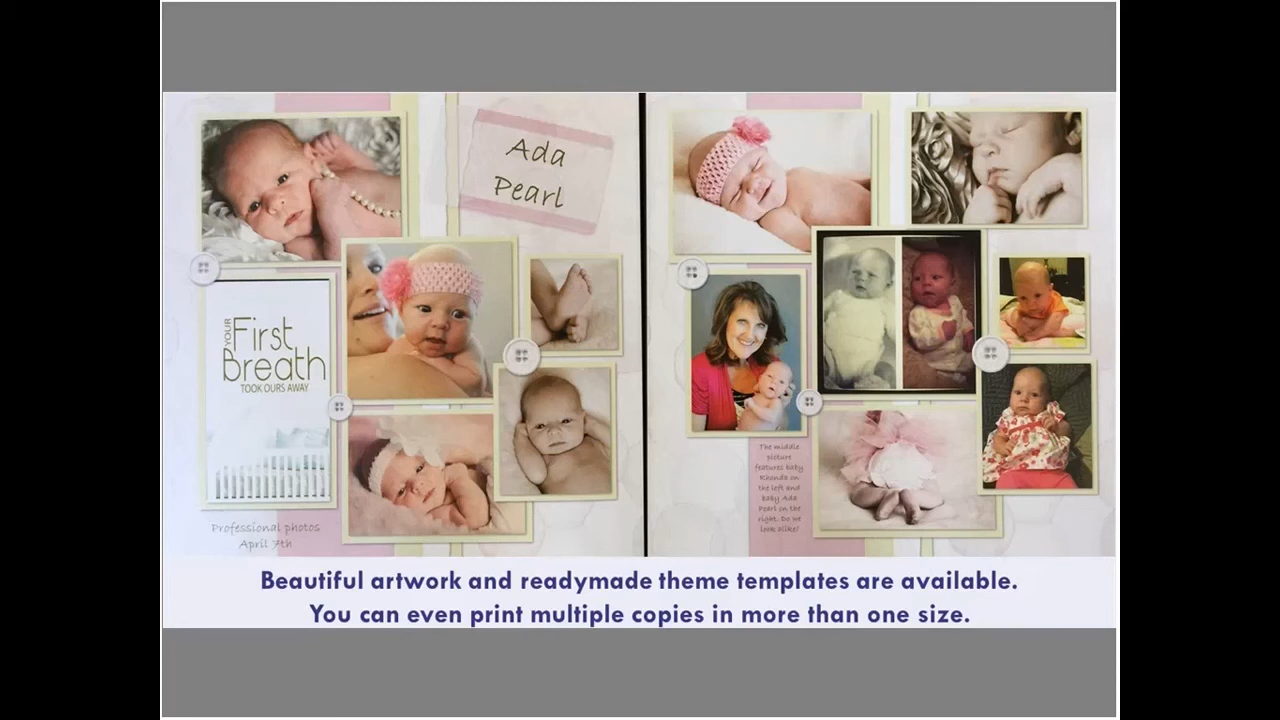 Ada
Pearl
YOUR
First
Breath
TOOK OURS AWAY
Professional photos
April 7th
The middle
picture
features baby
Rhonda on
the left and
baby Ada
Pearl on the
right. Do we
look alike?
Beautiful artwork and readymade theme templates are available.
You can even print multiple copies in more than one size.